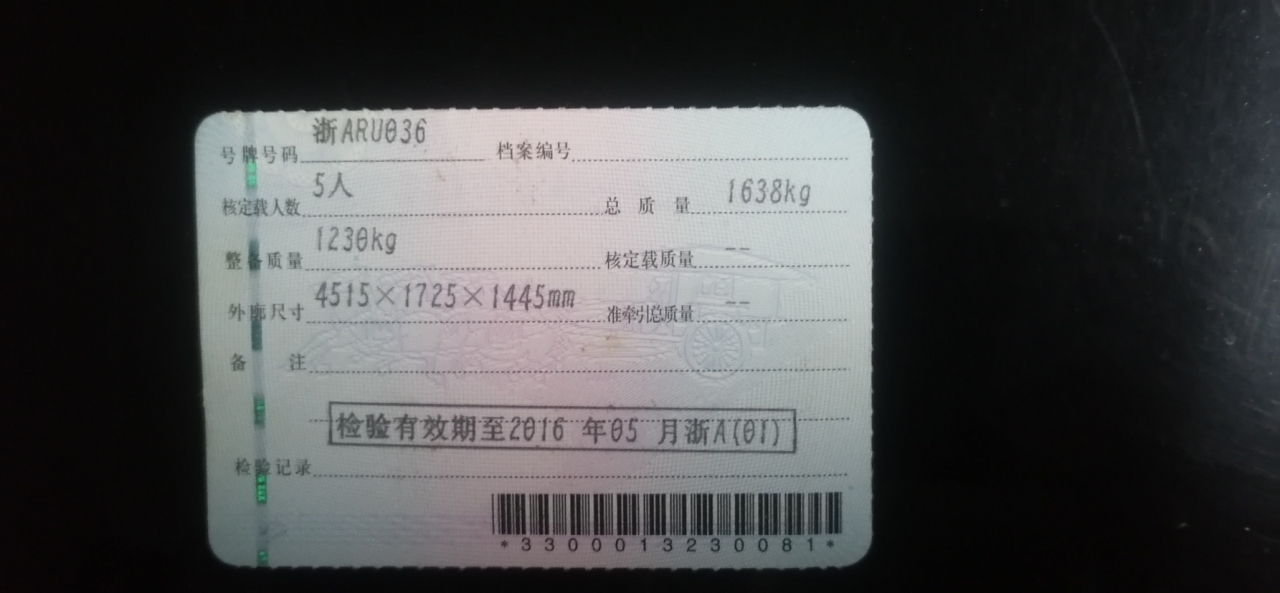 号牌号码 浙ARU036 档案编号
核定载人数 5人 总质量 1638kg
整备质量 1230kg 核定载质量 --
外廓尺寸 4515×1725×1445mm 准牵引总质量 --
备注
检验有效期至2016 年05 月浙A(01)
检验记录
*3300013230081*